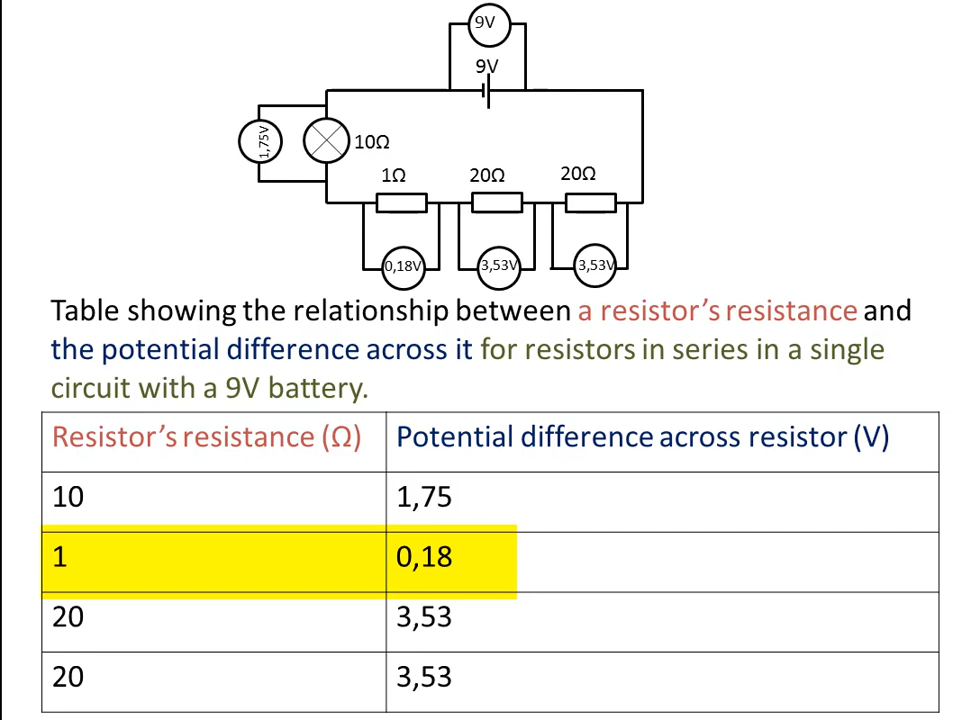 9V
9V
1,75V
10Ω
1Ω
20Ω
20Ω
0,18V
3,53V
3,53V
Table showing the relationship between a resistor’s resistance and
the potential difference across it for resistors in series in a single
circuit with a 9V battery.
Resistor’s resistance (Ω) Potential difference across resistor (V)
10 1,75
1 0,18
20 3,53
20 3,53